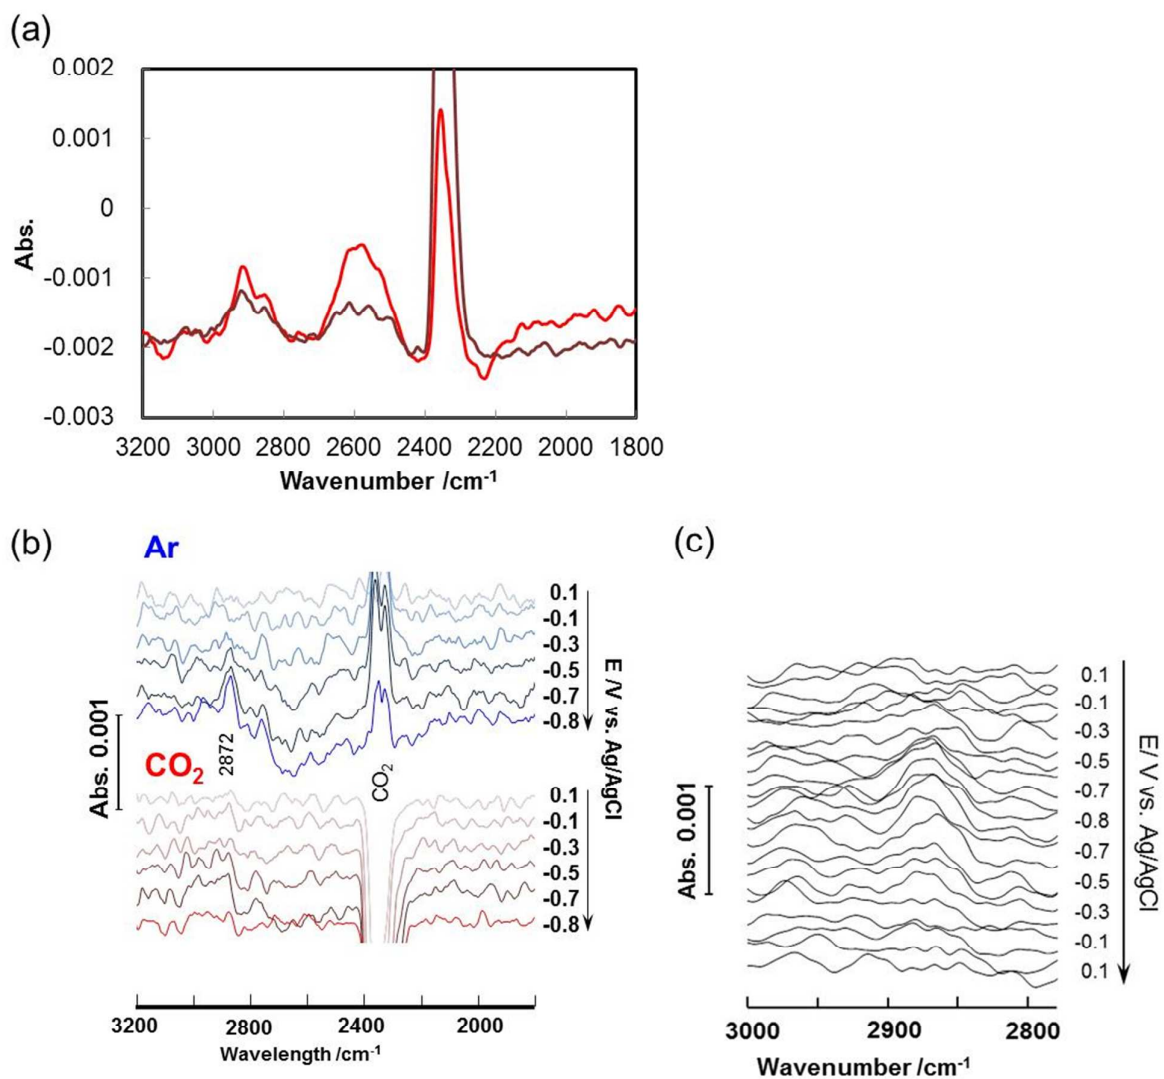 (a)
0.002
0.001
0
-0.001
-0.002
-0.003
Abs.
3200 3000 2800 2600 2400 2200 2000 1800
Wavenumber /cm-1
(b)
Ar
0.1
-0.1
-0.3
-0.5
-0.7
-0.8
E /V vs. Ag/AgCl
Abs. 0.001
2872
CO2
CO2
0.1
-0.1
-0.3
-0.5
-0.7
-0.8
3200 2800 2400 2000
Wavelength /cm-1
(c)
0.1
-0.1
-0.3
-0.5
-0.7
-0.8
-0.7
-0.5
-0.3
-0.1
0.1
E/ V vs. Ag/AgCl
Abs. 0.001
3000 2900 2800
Wavenumber /cm-1